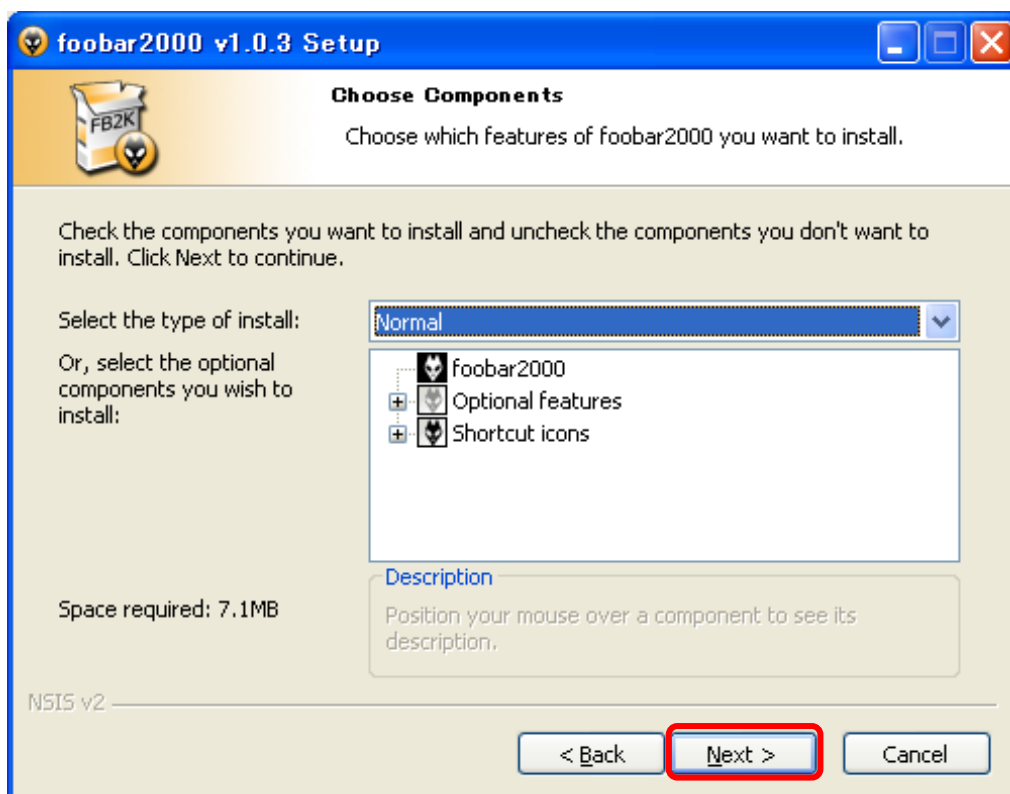 foobar2000 v1.0.3 Setup
FB2K
Choose Components
Choose which features of foobar2000 you want to install.
Check the components you want to install and uncheck the components you don't want to
install. Click Next to continue.
Select the type of install:
Normal
Or, select the optional
components you wish to
install:
foobar2000
Optional features
Shortcut icons
Space required: 7.1MB
Description
Position your mouse over a component to see its
description.
NSIS v2
< Back
Next >
Cancel